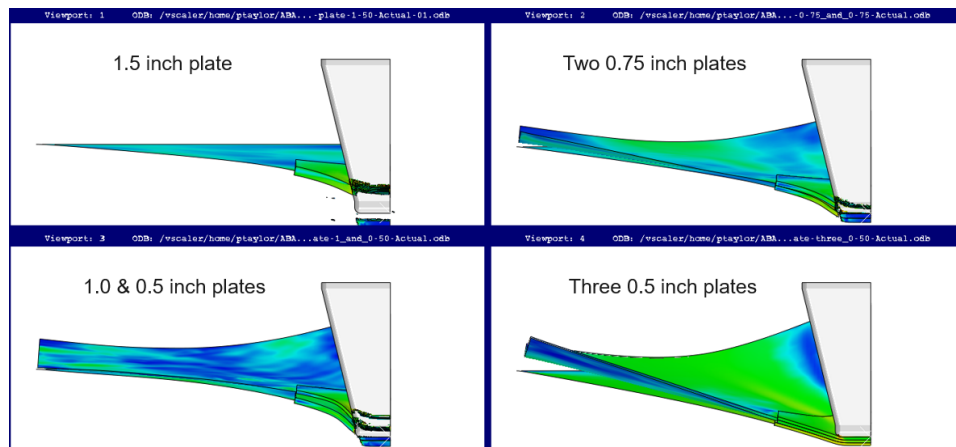 Viewport: 1 ODB: /vscaler/home/ptaylor/ABA...-plate-1-50-Actual-01.odb
1.5 inch plate
Viewport: 2 ODB: /vscaler/home/ptaylor/ABA...-0-75_and_0-75-Actual.odb
Two 0.75 inch plates
Viewport: 3 ODB: /vscaler/home/ptaylor/ABA...ate-1_and_0-50-Actual.odb
1.0 & 0.5 inch plates
Viewport: 4 ODB: /vscaler/home/ptaylor/ABA...ate-three_0-50-Actual.odb
Three 0.5 inch plates